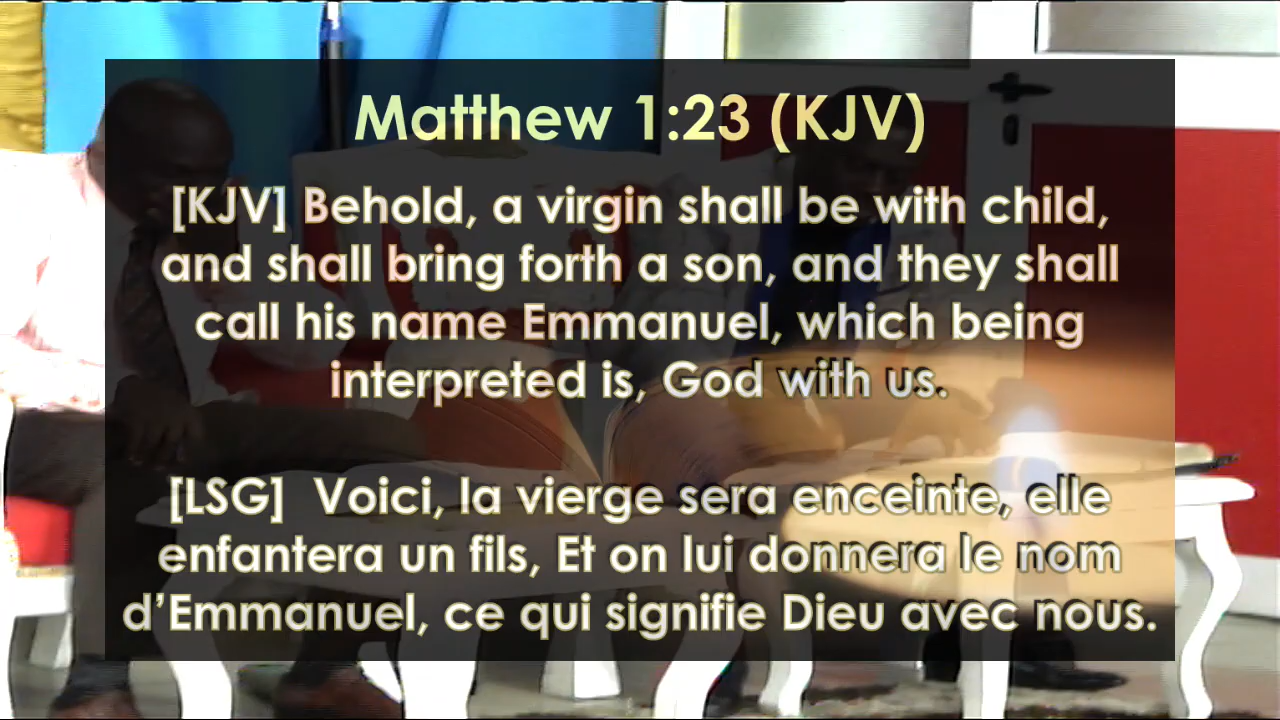 Matthew 1:23 (KJV)
[KJV] Behold, a virgin shall be with child,
and shall bring forth a son, and they shall
call his name Emmanuel, which being
interpreted is, God with us.
[LSG] Voici, la vierge sera enceinte, elle
enfantera un fils, Et on lui donnera le nom
d’Emmanuel, ce qui signifie Dieu avec nous.